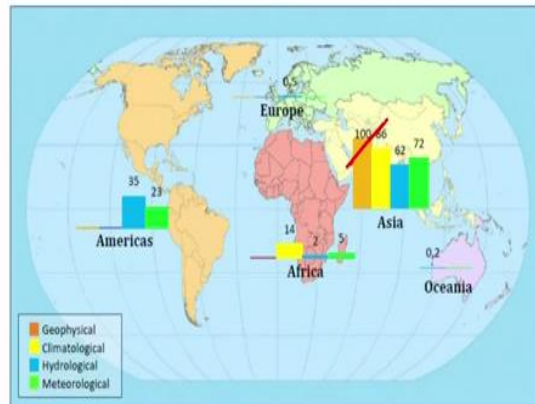 0,5
Europe
100 86
62
72
Asia
35
23
Americas
14
2
5
Africa
0,2
Oceania
Geophysical
Climatological
Hydrological
Meteorological